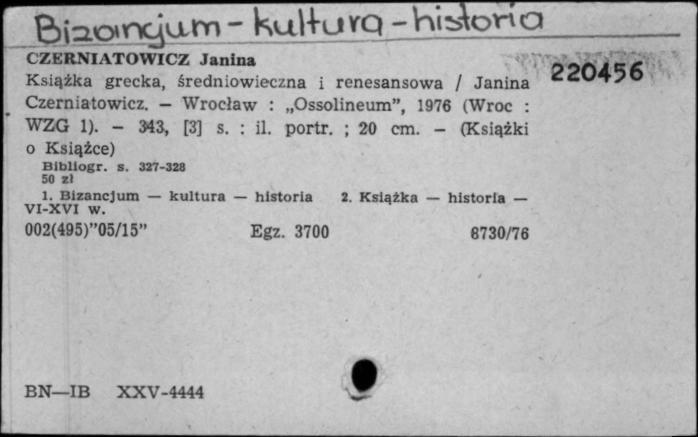 Bizancjum - kultura - historia
CZERNIATOWICZ Janina
220456
Książka grecka, średniowieczna i renesansowa / Janina
Czerniatowicz. — Wrocław : „Ossolineum”, 1976 (Wroc :
WZG 1). — 343, [3] s. : il. portr. ; 20 cm. — (Książki
o Książce)
Bibliogr. s. 327-328
50 zł
1. Bizancjum — kultura — historia 2. Książka — historia —
VI-XVI w.
002(495)”05/15” Egz. 3700 8730/76
BN—IB XXV-4444